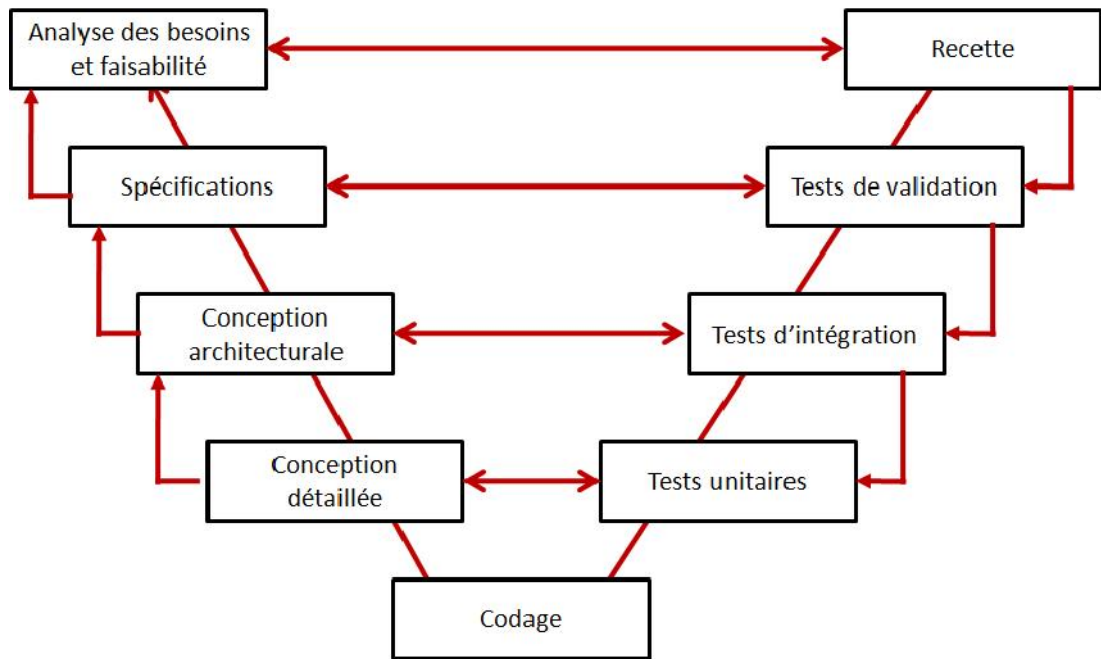 Analyse des besoins
et faisabilité
Recette
Spécifications
Tests de validation
Conception
architecturale
Tests d'intégration
Conception
détaillée
Tests unitaires
Codage